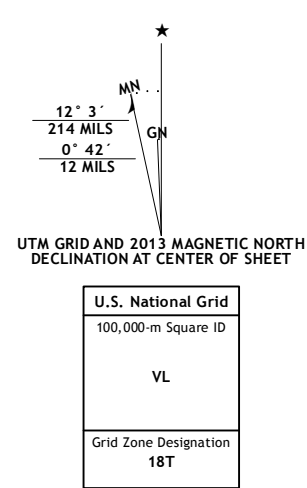 ★
MN
12° 3´
214 MILS
GN
0° 42´
12 MILS
UTM GRID AND 2013 MAGNETIC NORTH
DECLINATION AT CENTER OF SHEET
U.S. National Grid
100,000-m Square ID
VL
Grid Zone Designation
18T